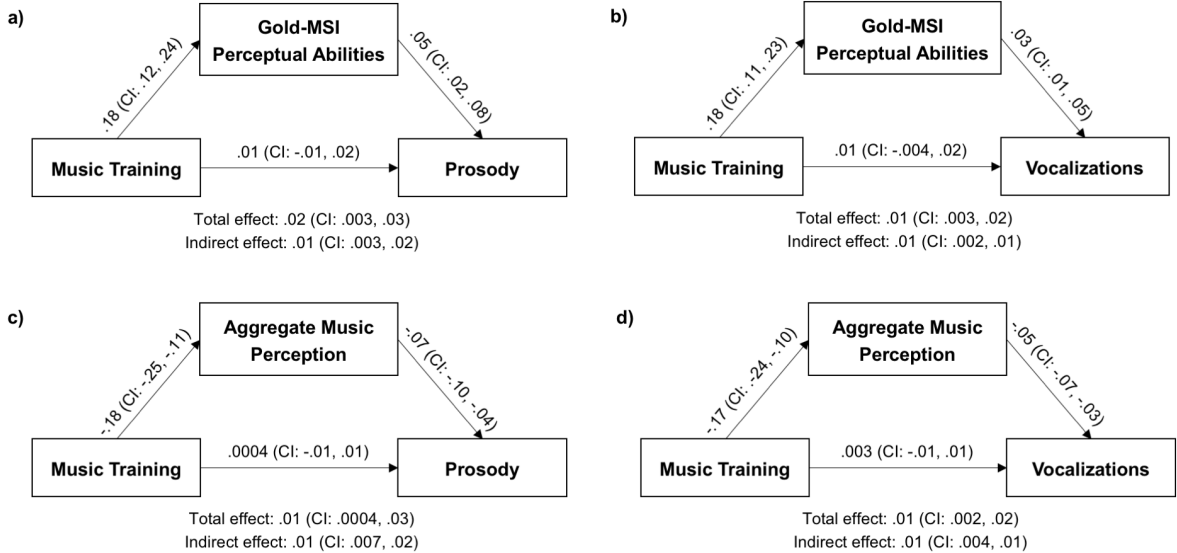 a)
Gold-MSI
Perceptual Abilities
.18 (CI: .12, .24)
.05 (CI: .02, .08)
Music Training
.01 (CI: -.01, .02)
Prosody
Total effect: .02 (CI: .003, .03)
Indirect effect: .01 (CI: .003, .02)
b)
Gold-MSI
Perceptual Abilities
.18 (CI: .11, .23)
.03 (CI: .01, .05)
Music Training
.01 (CI: -.004, .02)
Vocalizations
Total effect: .01 (CI: .003, .02)
Indirect effect: .01 (CI: .002, .01)
c)
Aggregate Music
Perception
-.18 (CI: -.25, -.11)
-.07 (CI: -.10, -.04)
Music Training
.0004 (CI: -.01, .01)
Prosody
Total effect: .01 (CI: .0004, .03)
Indirect effect: .01 (CI: .007, .02)
d)
Aggregate Music
Perception
-.17 (CI: .-24, -.10)
-.05 (CI: -.07, -.03)
Music Training
.003 (CI: -.01, .01)
Vocalizations
Total effect: .01 (CI: .002, .02)
Indirect effect: .01 (CI: .004, .01)